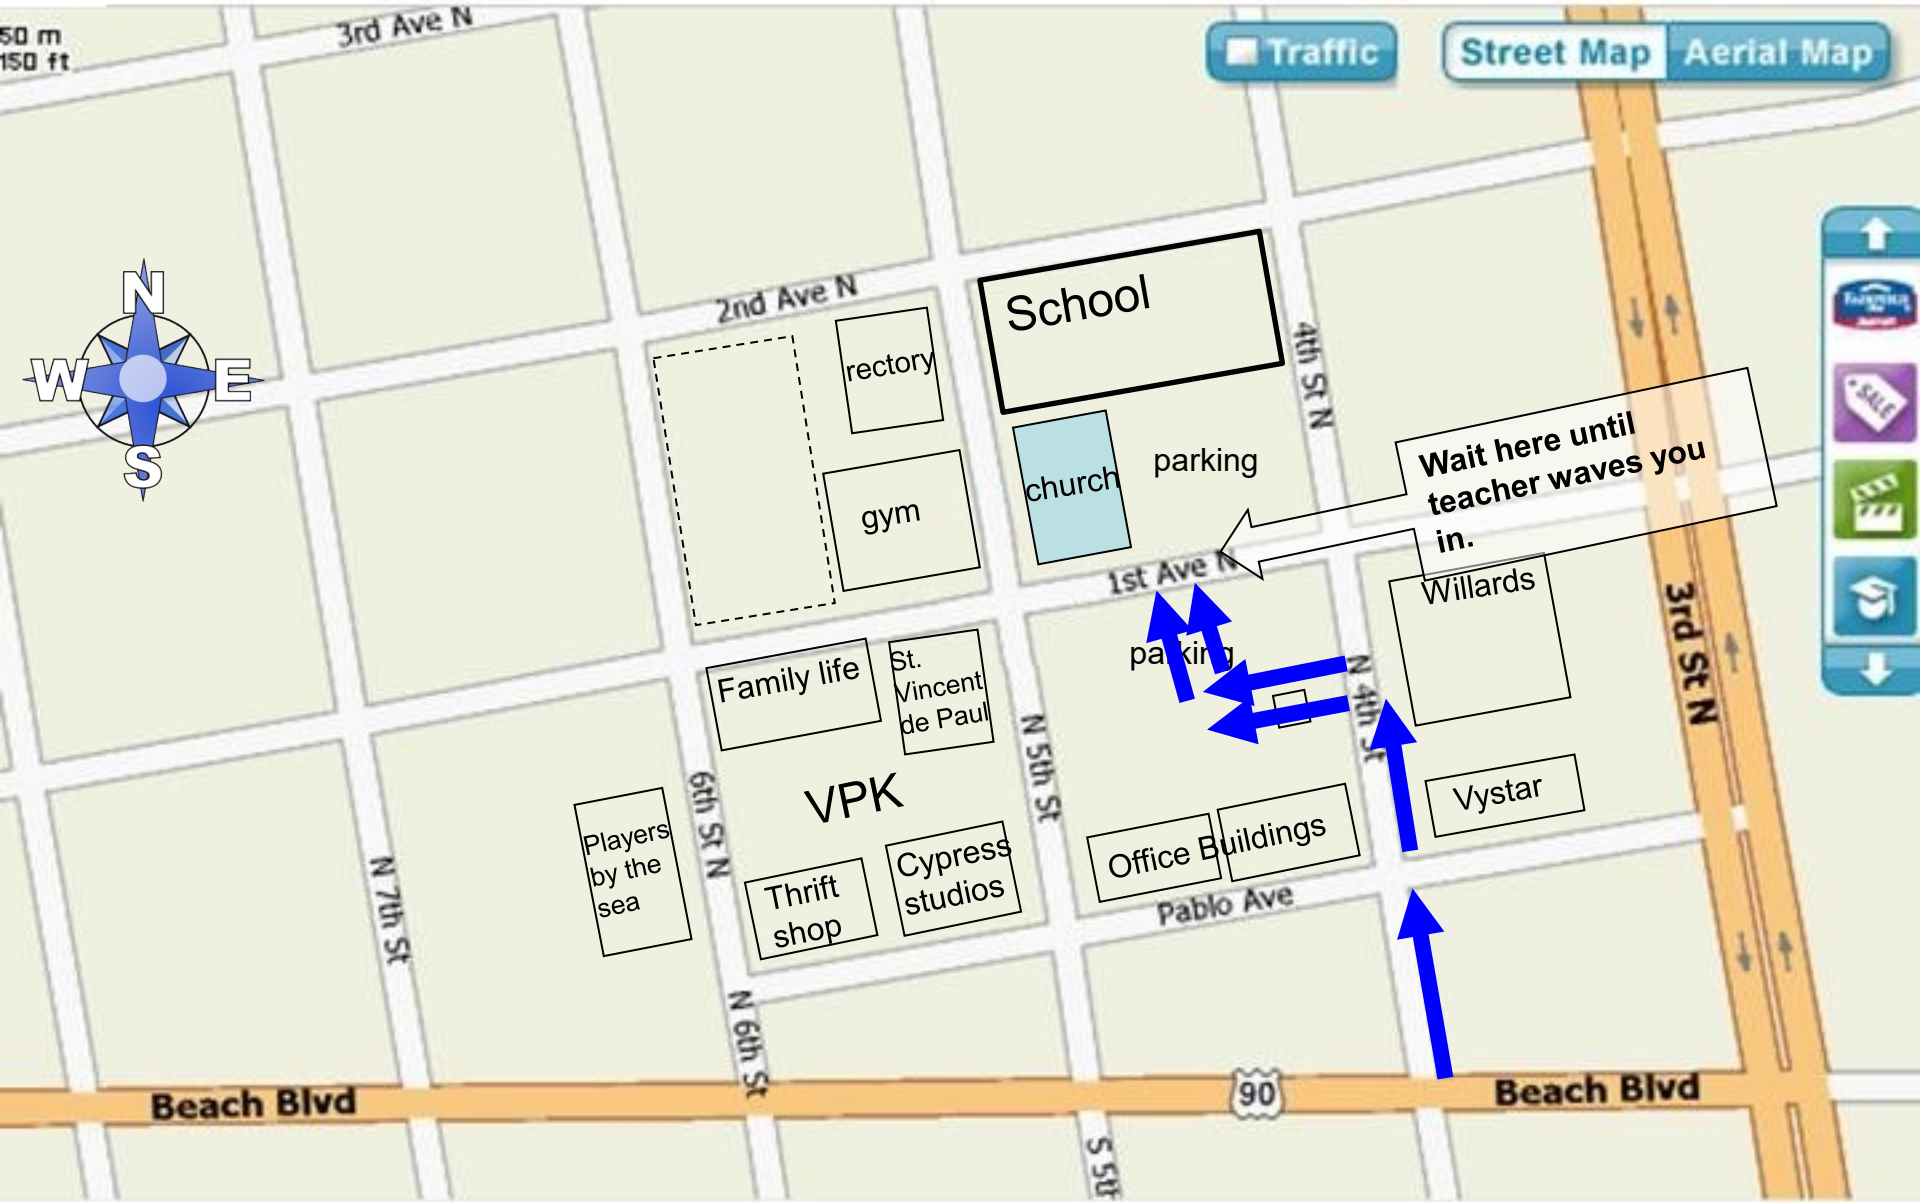 50 m
150 ft
3rd Ave N
Traffic
Street Map
Aerial Map
N
W
E
S
2nd Ave N
School
rectory
4th St N
parking
church
gym
Wait here until
teacher waves you
in.
SALE
1st Ave N
Willards
3rd St N
parking
Family life
St.
Vincent
de Paul
N 4th St
N 5th St
VPK
6th St N
Players
by the
sea
Vystar
Office Buildings
Cypress
studios
Thrift
shop
N 7th St
Pablo Ave
N 6th St
Beach Blvd
90
Beach Blvd
S 5th